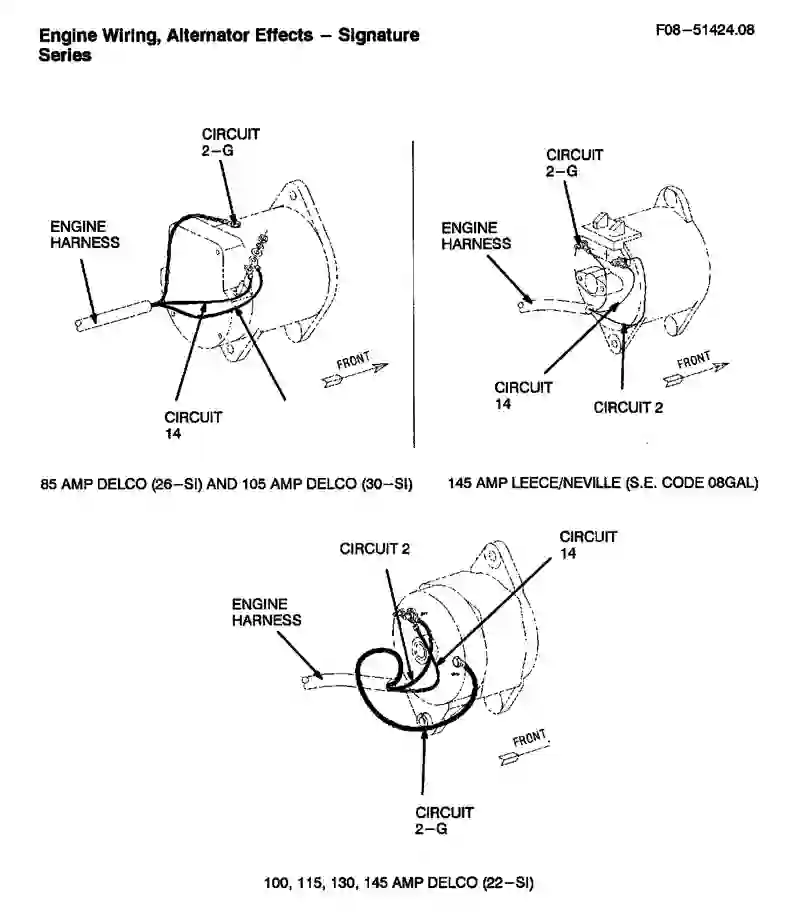 Engine Wiring, Alternator Effects – Signature
Series
F08–51424.08
CIRCUIT
2–G
ENGINE
HARNESS
CIRCUIT
14
FRONT
85 AMP DELCO (26–SI) AND 105 AMP DELCO (30–SI)
CIRCUIT
2–G
ENGINE
HARNESS
CIRCUIT
14
CIRCUIT 2
FRONT
145 AMP LEECE/NEVILLE (S.E. CODE 08GAL)
CIRCUIT 2
CIRCUIT
14
ENGINE
HARNESS
FRONT
CIRCUIT
2–G
100, 115, 130, 145 AMP DELCO (22–SI)